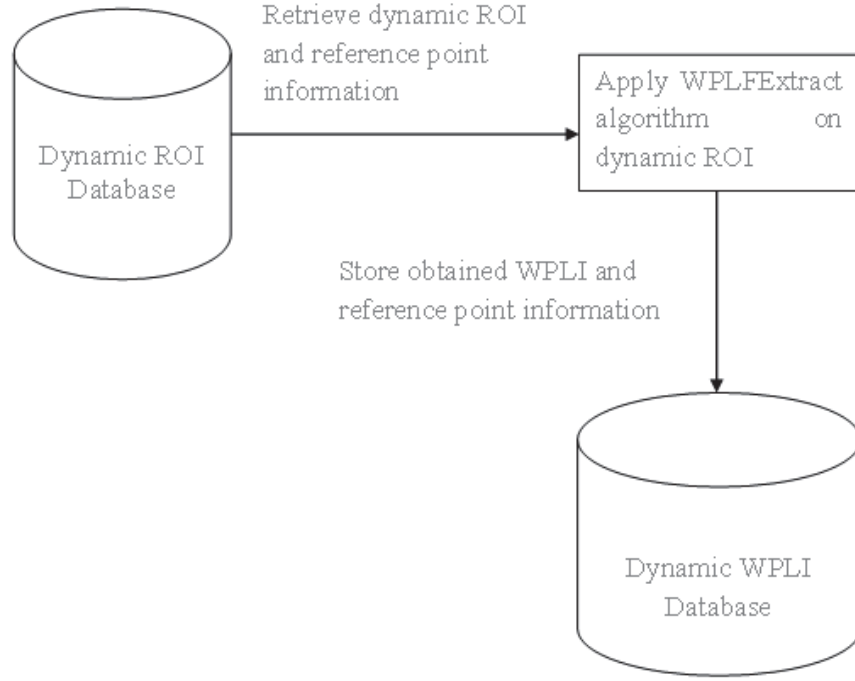 Retrieve dynamic ROI
and reference point
information
Apply WPLFExtract
algorithm on
dynamic ROI
Dynamic ROI
Database
Store obtained WPLI and
reference point information
Dynamic WPLI
Database